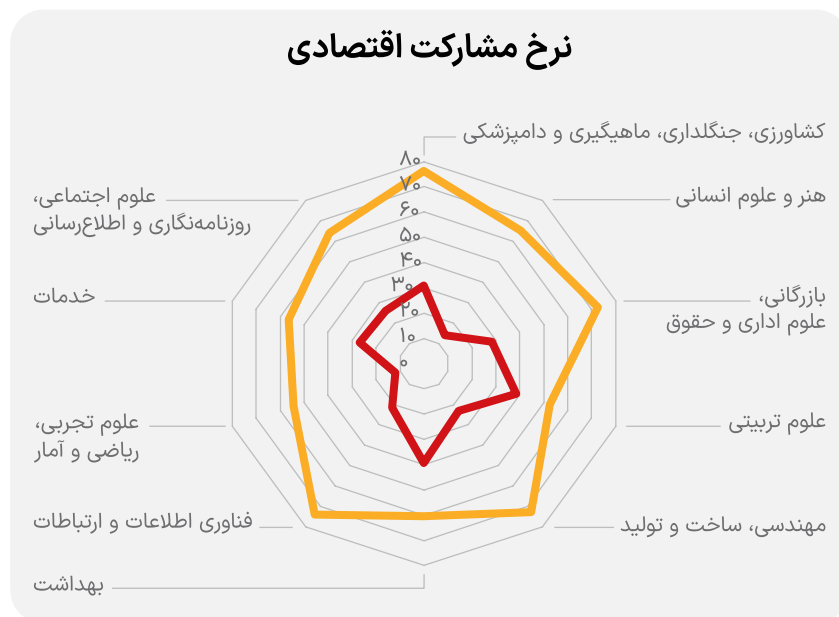 نرخ مشارکت اقتصادی
کشاورزی، جنگلداری، ماهیگیری و دامپزشکی
هنر و علوم انسانی
بازرگانی،
علوم اداری و حقوق
علوم تربیتی
مهندسی، ساخت و تولید
بهداشت
فناوری اطلاعات و ارتباطات
علوم تجربی،
ریاضی و آمار
خدمات
علوم اجتماعی،
روزنامه‌نگاری و اطلاع‌رسانی
۸۰
۷۰
۶۰
۵۰
۴۰
۳۰
۲۰
۱۰
۰